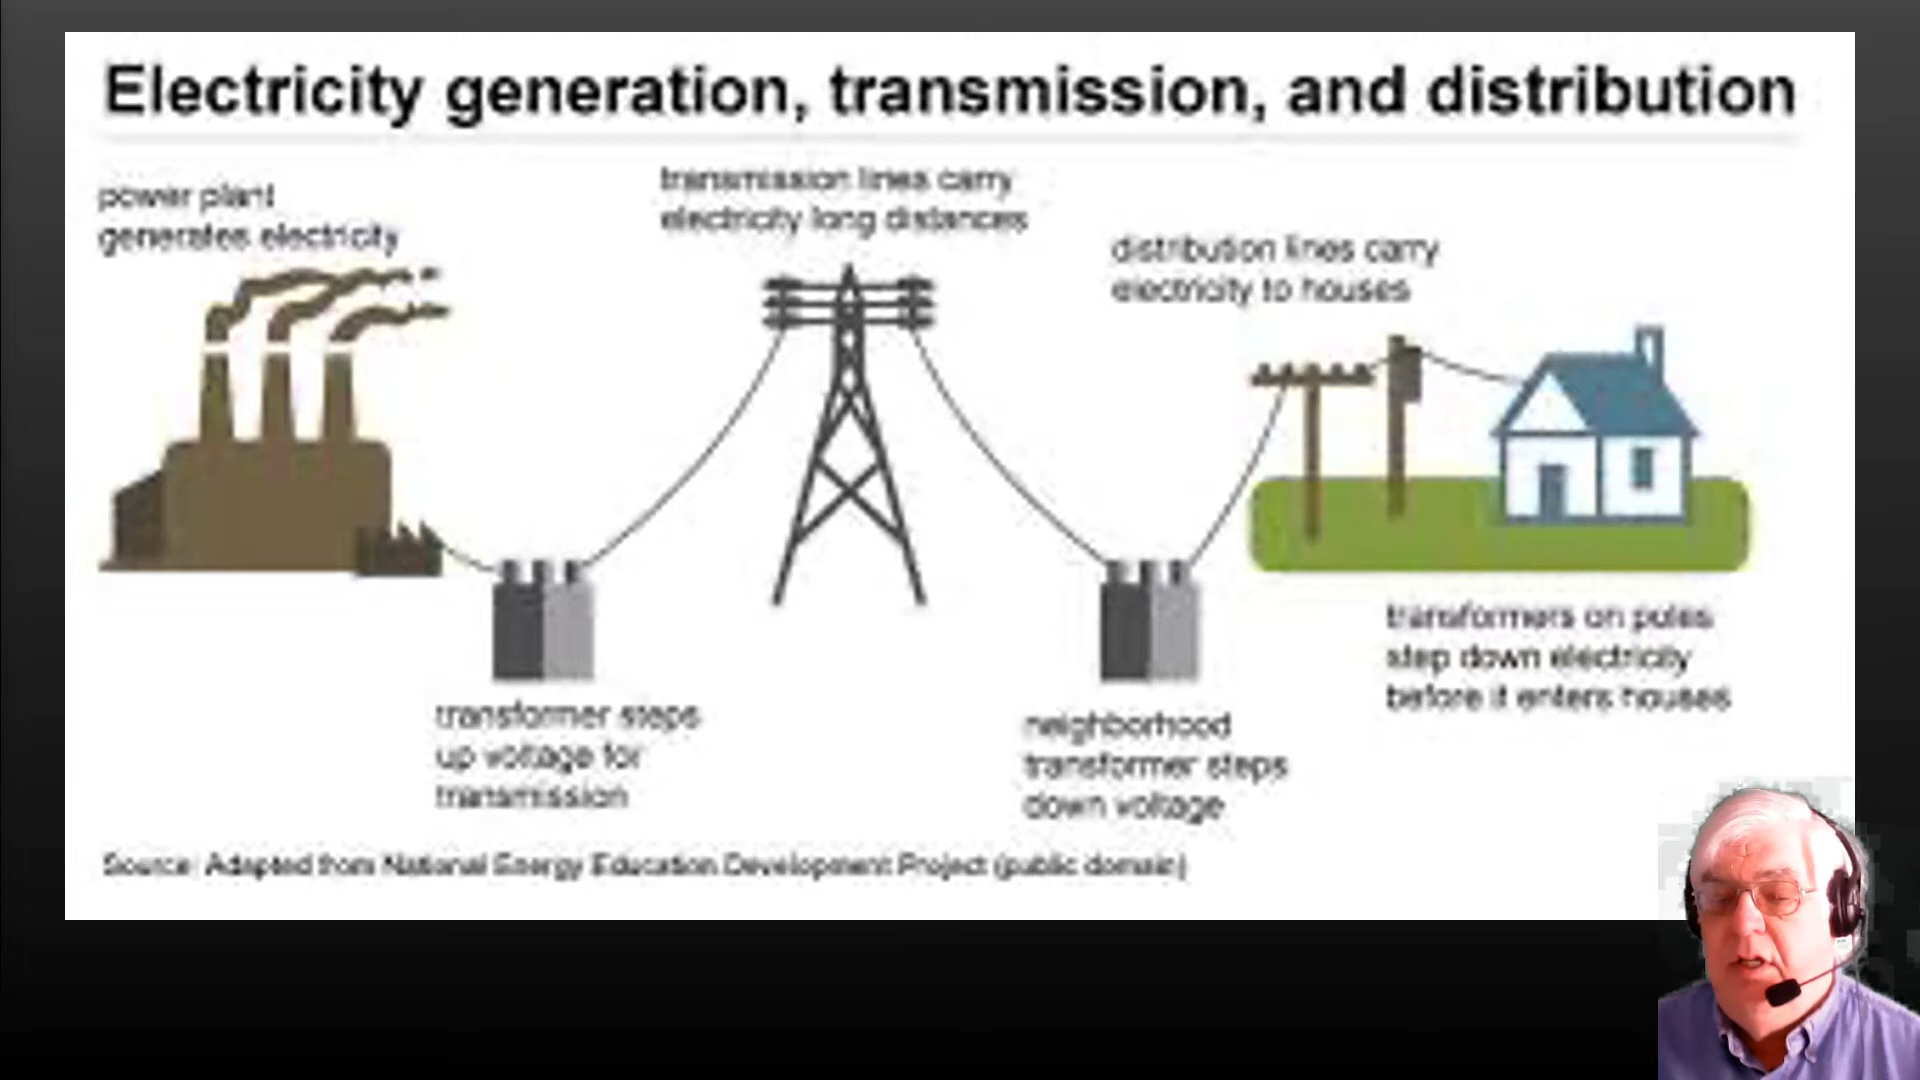 Electricity generation, transmission, and distribution
power plant
generates electricity
transmission lines carry
electricity long distances
distribution lines carry
electricity to houses
transformer steps
up voltage for
transmission
neighborhood
transformer steps
down voltage
transformers on poles
step down electricity
before it enters houses
Source: Adapted from National Energy Education Development Project (public domain)